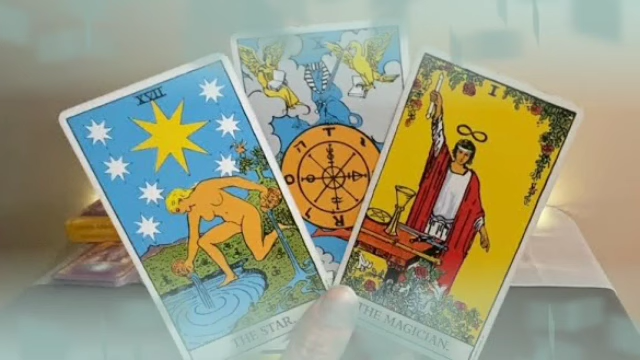 XVII
THE STAR.
I
THE MAGICIAN.